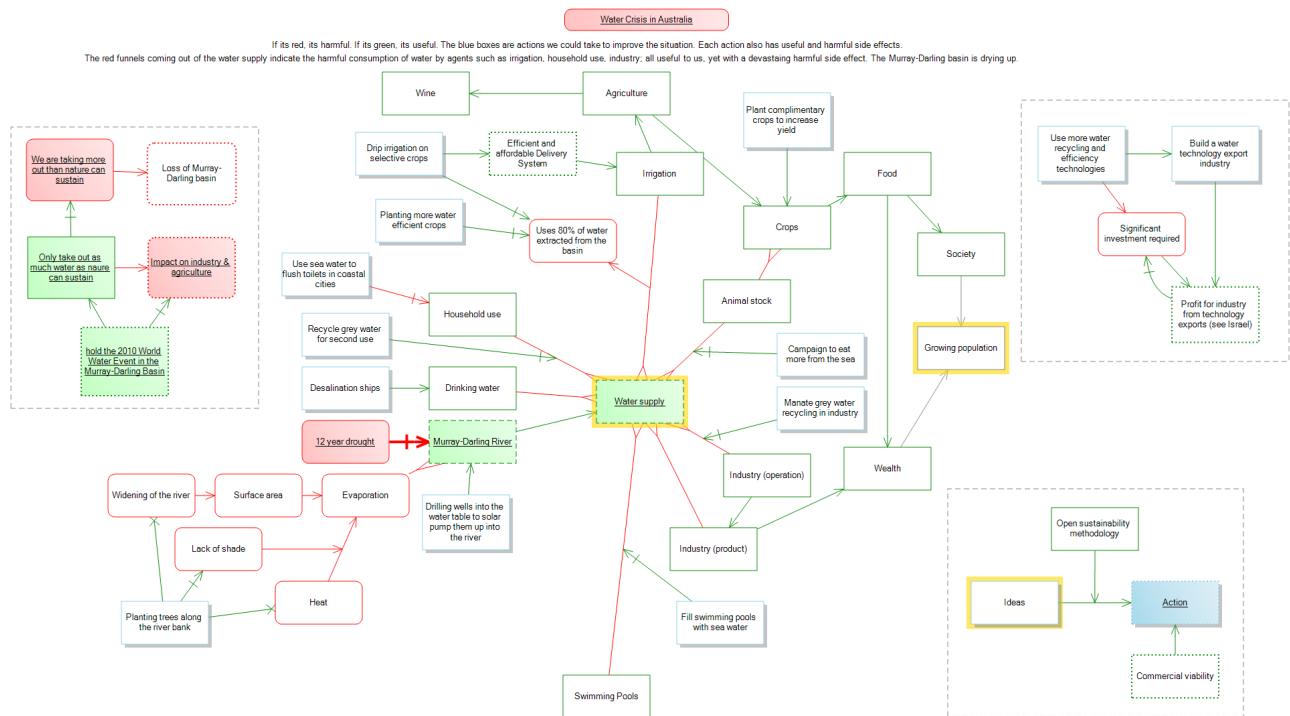 Water Crisis in Australia
If its red, its harmful. If its green, its useful. The blue boxes are actions we could take to improve the situation. Each action also has useful and harmful side effects.
The red funnels coming out of the water supply indicate the harmful consumption of water by agents such as irrigation, household use, industry; all useful to us, yet with a devastaing harmful side effect. The Murray-Darling basin is drying up.
We are taking more
out than nature can
sustain
Loss of Murray-
Darling basin
Only take out as
much water as naure
can sustain
Impact on industry &
agriculture
hold the 2010 World
Water Event in the
Murray-Darling Basin
Wine
Agriculture
Drip irrigation on
selective crops
Efficient and
affordable Delivery
System
Irrigation
Plant complimentary
crops to increase
yield
Food
Planting more water
efficient crops
Uses 80% of water
extracted from the
basin
Crops
Society
Use sea water to
flush toilets in coastal
cities
Household use
Animal stock
Growing population
Recycle grey water
for second use
Campaign to eat
more from the sea
Desalination ships
Drinking water
Water supply
Manate grey water
recycling in industry
12 year drought
Murray-Darling River
Wealth
Industry (operation)
Widening of the river
Surface area
Evaporation
Drilling wells into the
water table to solar
pump them up into
the river
Lack of shade
Industry (product)
Heat
Planting trees along
the river bank
Fill swimming pools
with sea water
Swimming Pools
Use more water
recycling and
efficiency
technologies
Build a water
technology export
industry
Significant
investment required
Profit for industry
from technology
exports (see Israel)
Open sustainability
methodology
Ideas
Action
Commercial viability